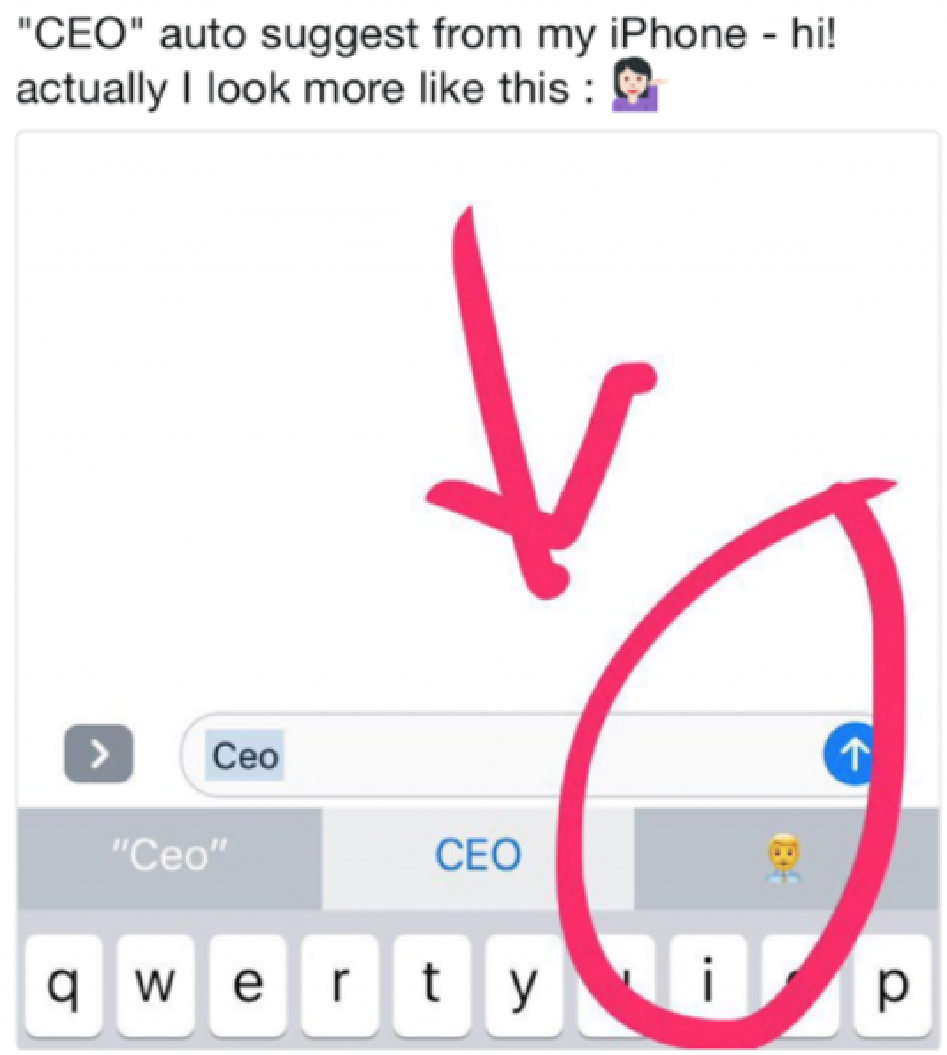 "CEO" auto suggest from my iPhone - hi!
actually I look more like this : 💁🏻‍♀️
Ceo
"Ceo" CEO 👨‍💼
q w e r t y i p